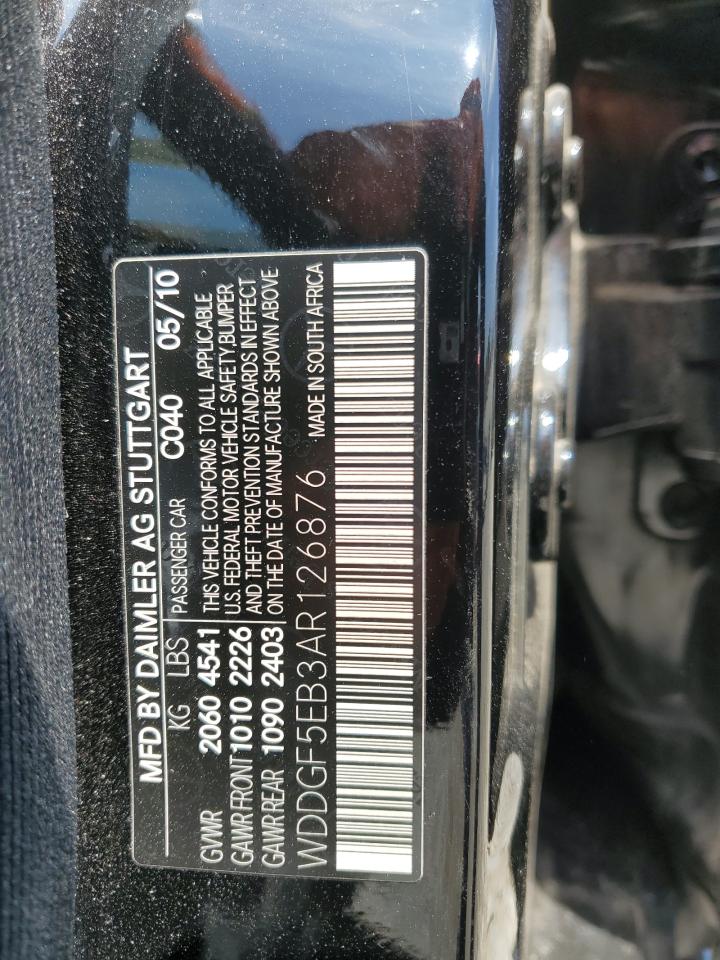 MFD BY DAIMLER AG STUTTGART
KG LBS PASSENGER CAR C040 05/10
GVWR 2060 4541 THIS VEHICLE CONFORMS TO ALL APPLICABLE
GAWR FRONT 1010 2226 U.S. FEDERAL MOTOR VEHICLE SAFETY, BUMPER
GAWR REAR 1090 2403 AND THEFT PREVENTION STANDARDS IN EFFECT
ON THE DATE OF MANUFACTURE SHOWN ABOVE
WDDGF5EB3AR126876 MADE IN SOUTH AFRICA